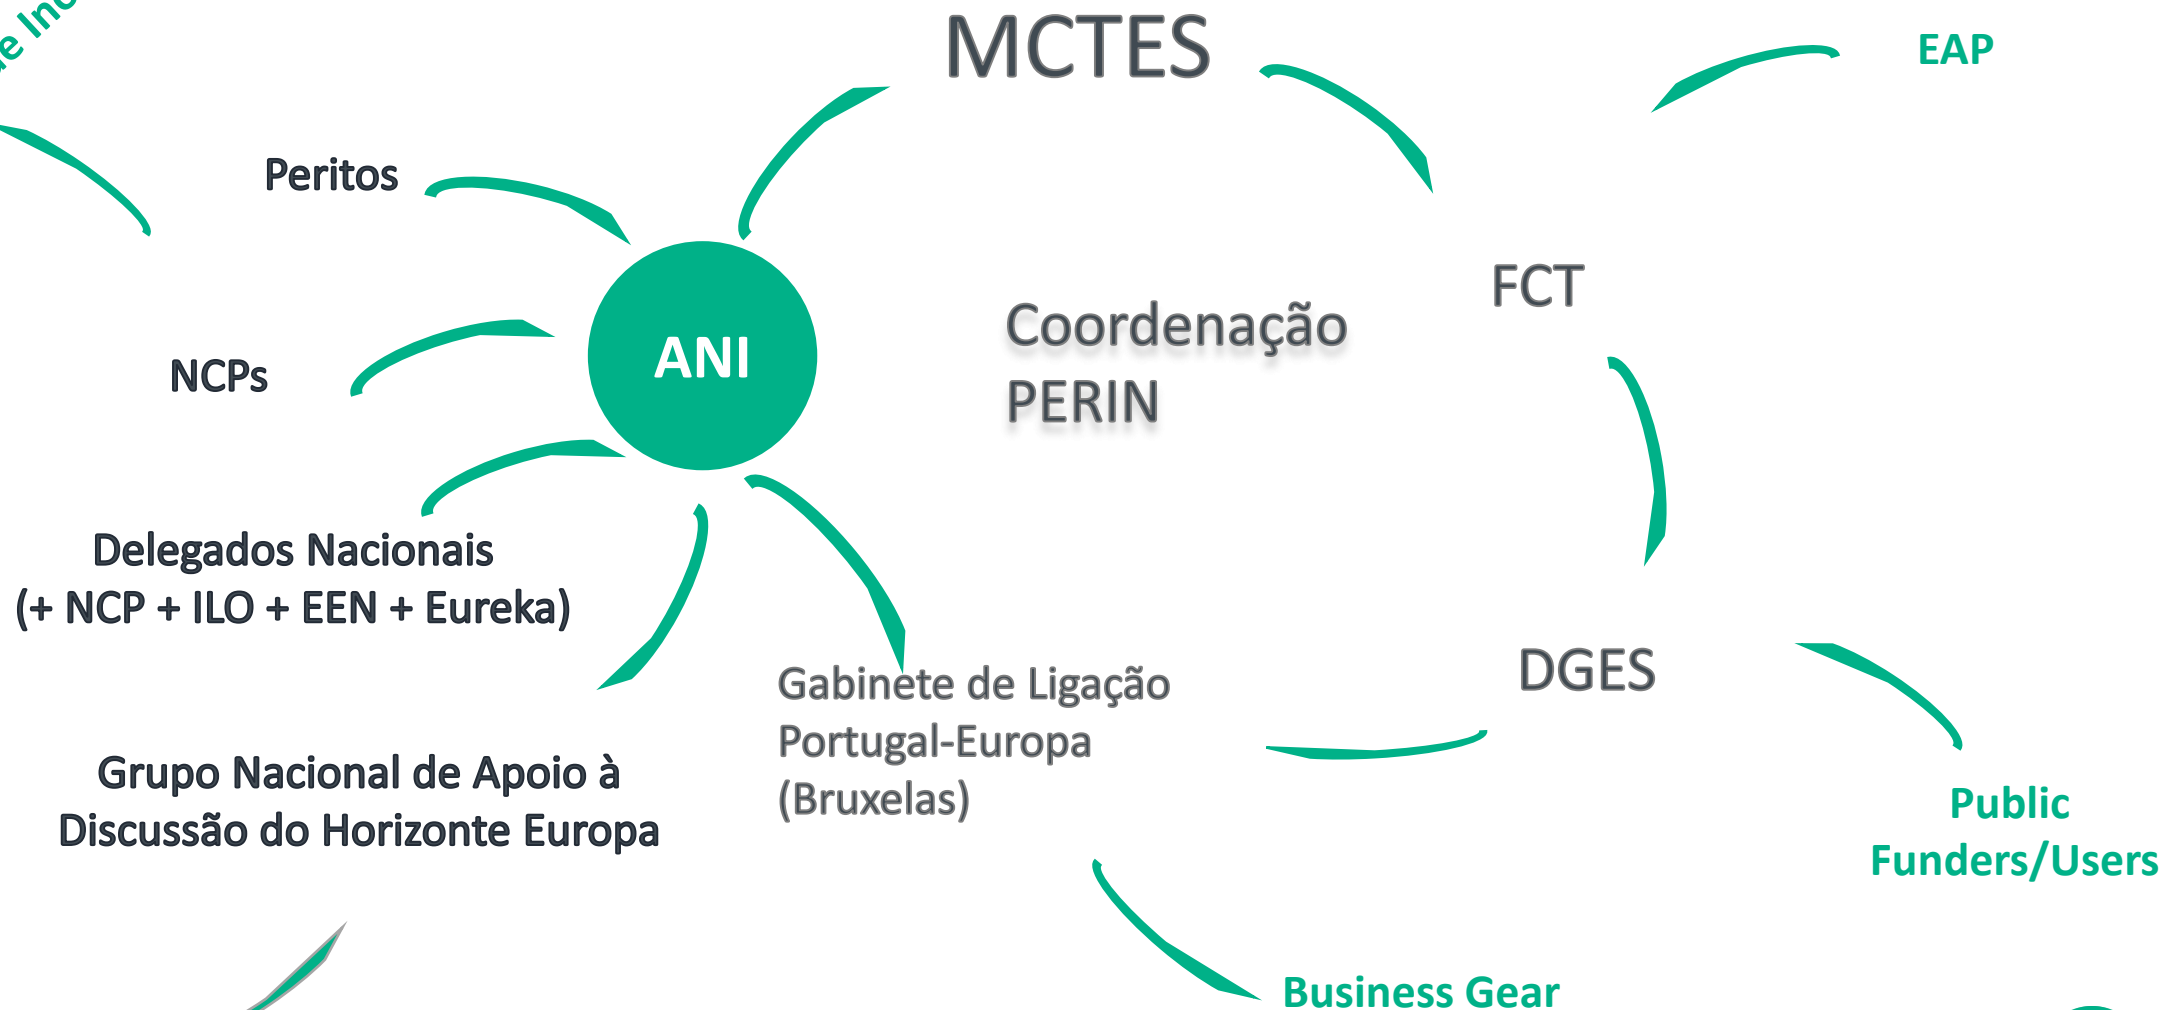 MCTES
EAP
Peritos
FCT
Coordenação
PERIN
ANI
NCPs
Delegados Nacionais
(+ NCP + ILO + EEN + Eureka)
Gabinete de Ligação
Portugal-Europa
(Bruxelas)
DGES
Grupo Nacional de Apoio à
Discussão do Horizonte Europa
Public
Funders/Users
Business Gear